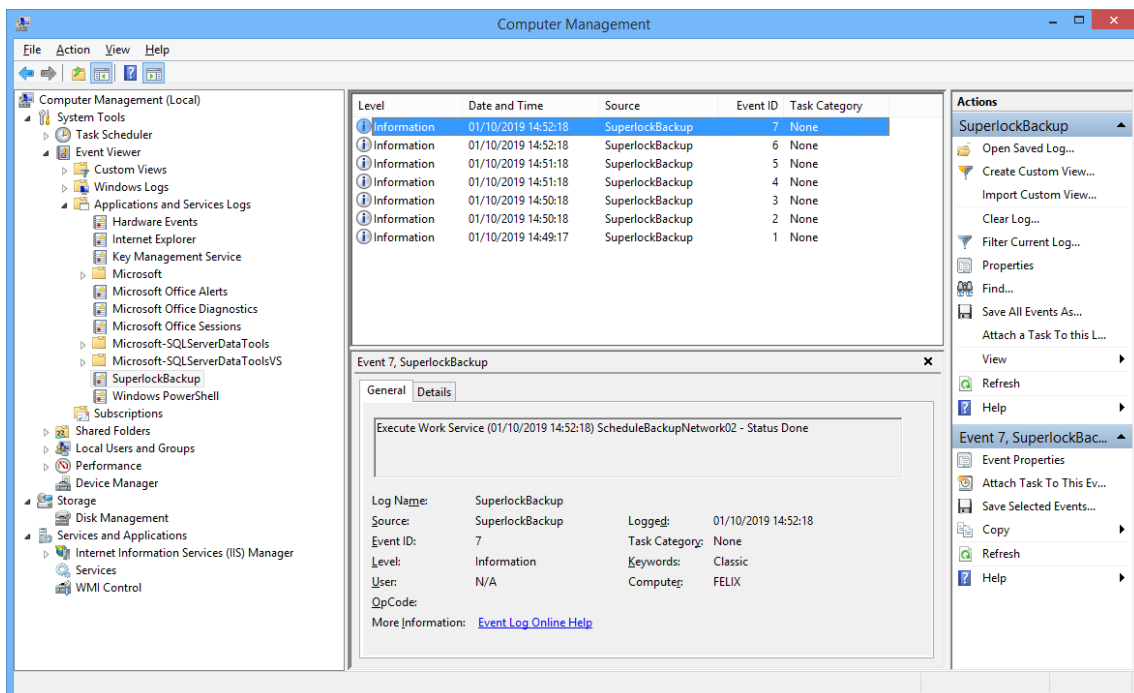 Computer Management
File Action View Help
Computer Management (Local)
System Tools
Task Scheduler
Event Viewer
Custom Views
Windows Logs
Applications and Services Logs
Hardware Events
Internet Explorer
Key Management Service
Microsoft
Microsoft Office Alerts
Microsoft Office Diagnostics
Microsoft Office Sessions
Microsoft-SQLServerDataTools
Microsoft-SQLServerDataToolsVS
SuperlockBackup
Windows PowerShell
Subscriptions
Shared Folders
Local Users and Groups
Performance
Device Manager
Storage
Disk Management
Services and Applications
Internet Information Services (IIS) Manager
Services
WMI Control
Level Date and Time Source Event ID Task Category
Information 01/10/2019 14:52:18 SuperlockBackup 7 None
Information 01/10/2019 14:52:18 SuperlockBackup 6 None
Information 01/10/2019 14:51:18 SuperlockBackup 5 None
Information 01/10/2019 14:51:18 SuperlockBackup 4 None
Information 01/10/2019 14:50:18 SuperlockBackup 3 None
Information 01/10/2019 14:50:18 SuperlockBackup 2 None
Information 01/10/2019 14:49:17 SuperlockBackup 1 None
Event 7, SuperlockBackup
General Details
Execute Work Service (01/10/2019 14:52:18) ScheduleBackupNetwork02 - Status Done
Log Name: SuperlockBackup
Source: SuperlockBackup Logged: 01/10/2019 14:52:18
Event ID: 7 Task Category: None
Level: Information Keywords: Classic
User: N/A Computer: FELIX
OpCode:
More Information: Event Log Online Help
Actions
SuperlockBackup
Open Saved Log...
Create Custom View...
Import Custom View...
Clear Log...
Filter Current Log...
Properties
Find...
Save All Events As...
Attach a Task To this L...
View
Refresh
Help
Event 7, SuperlockBac...
Event Properties
Attach Task To This Ev...
Save Selected Events...
Copy
Refresh
Help